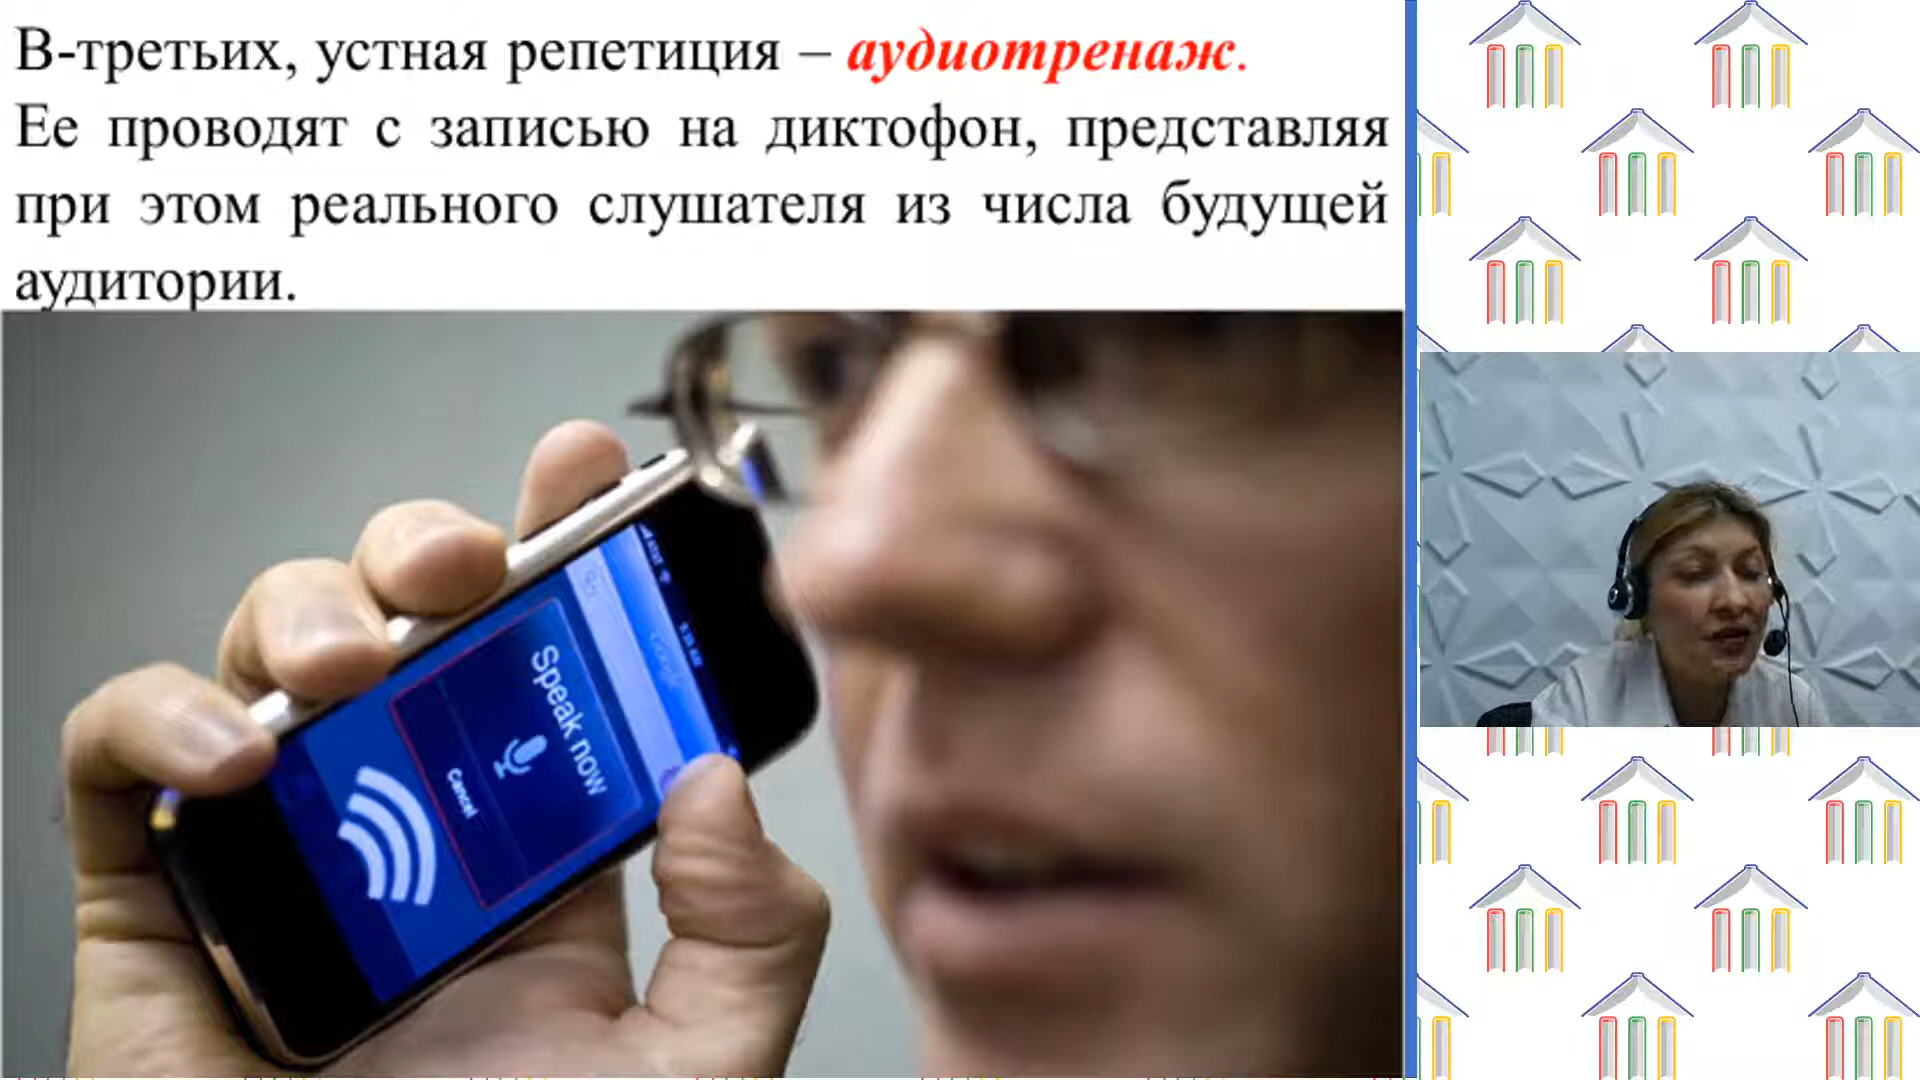 В-третьих, устная репетиция – аудиотренаж.
Ее проводят с записью на диктофон, представляя
при этом реального слушателя из числа будущей
аудитории.
Speak now
Cancel